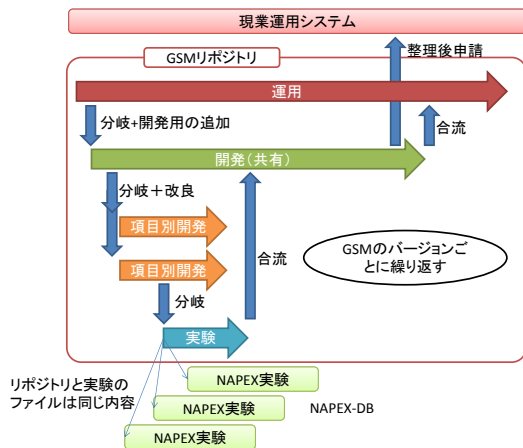 現業運用システム
GSMリポジトリ
整理後申請
運用
分岐+開発用の追加
合流
開発（共有）
分岐＋改良
項目別開発
項目別開発
合流
GSMのバージョンご
とに繰り返す
分岐
実験
リポジトリと実験の
ファイルは同じ内容
NAPEX実験
NAPEX実験
NAPEX-DB
NAPEX実験